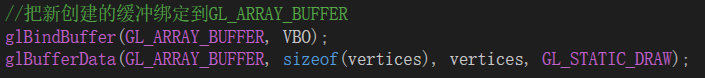 //把新创建的缓冲绑定到GL_ARRAY_BUFFER
glBindBuffer(GL_ARRAY_BUFFER, VBO);
glBufferData(GL_ARRAY_BUFFER, sizeof(vertices), vertices, GL_STATIC_DRAW);